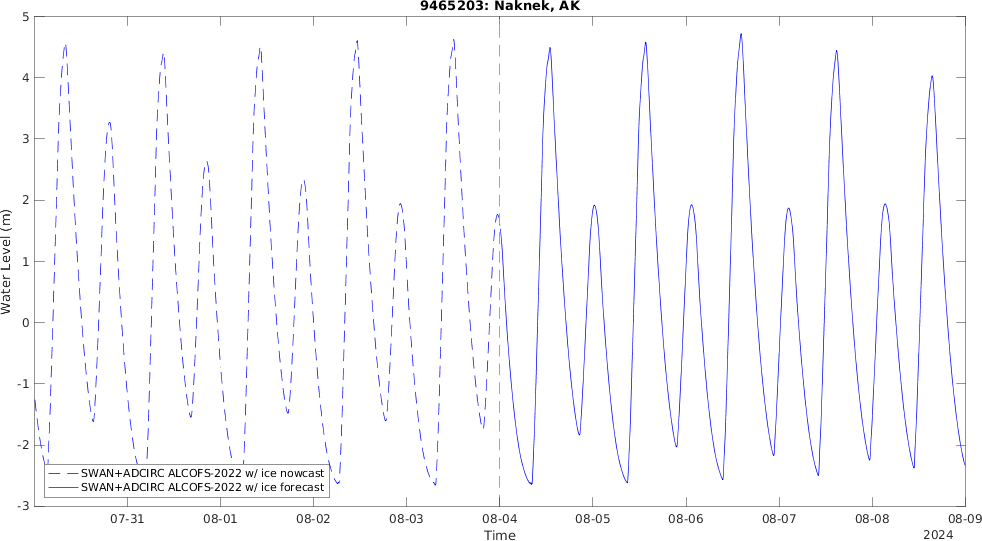 9465203: Naknek, AK
5
4
3
2
1
0
-1
-2
-3
Water Level (m)
SWAN+ADCIRC ALCOFS-2022 w/ ice nowcast
SWAN+ADCIRC ALCOFS-2022 w/ ice forecast
07-31 08-01 08-02 08-03 08-04 08-05 08-06 08-07 08-08 08-09
Time
2024